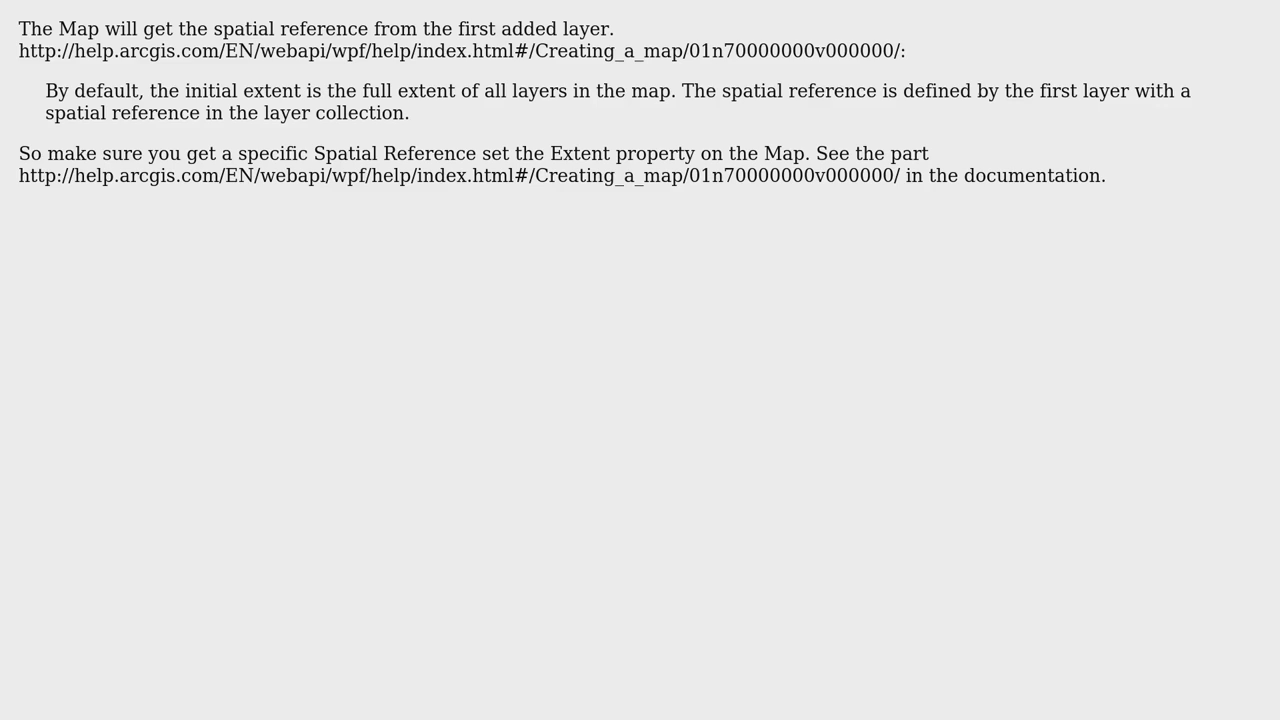 The Map will get the spatial reference from the first added layer.
http://help.arcgis.com/EN/webapi/wpf/help/index.html#/Creating_a_map/01n70000000v000000/:
By default, the initial extent is the full extent of all layers in the map. The spatial reference is defined by the first layer with a
spatial reference in the layer collection.
So make sure you get a specific Spatial Reference set the Extent property on the Map. See the part
http://help.arcgis.com/EN/webapi/wpf/help/index.html#/Creating_a_map/01n70000000v000000/ in the documentation.